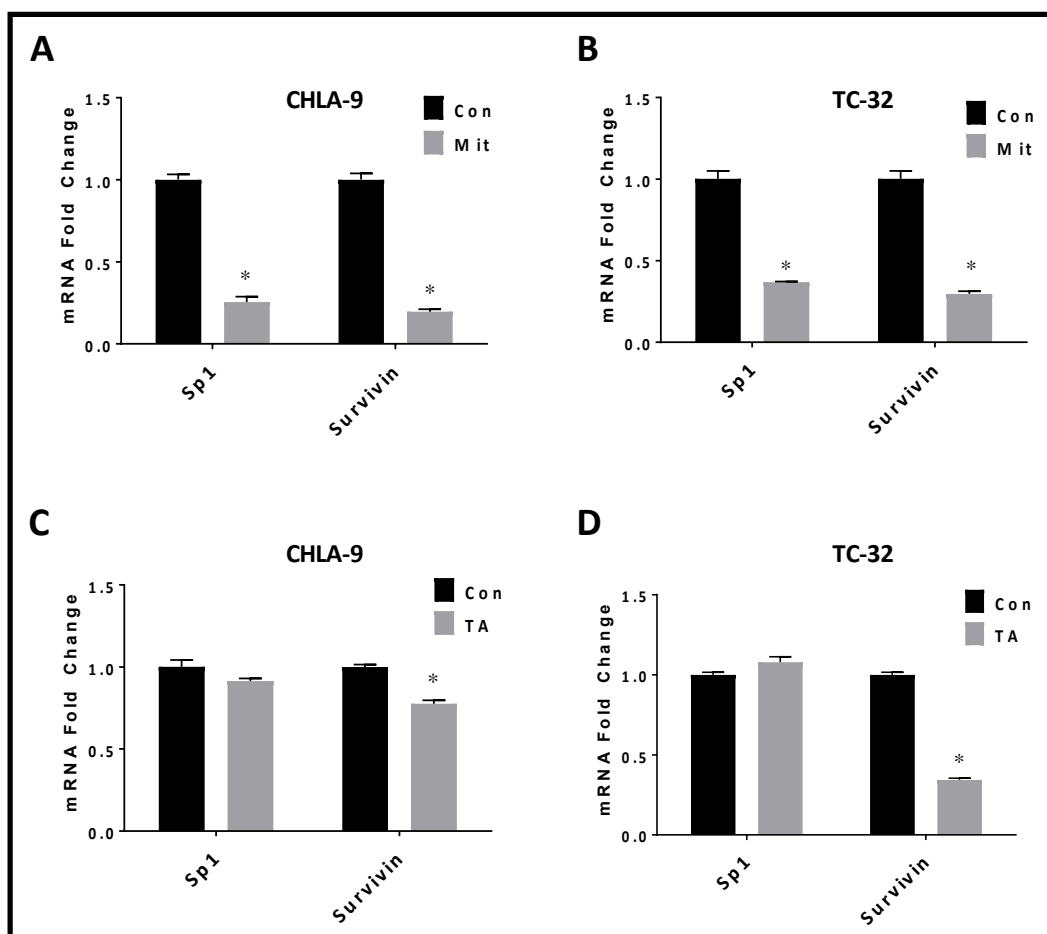 A
CHLA-9
mRNA Fold Change
1.5
1.0
0.5
0.0
Con
Mit
*
*
Sp1
Survivin
B
TC-32
mRNA Fold Change
1.5
1.0
0.5
0.0
Con
Mit
*
*
Sp1
Survivin
C
CHLA-9
mRNA Fold Change
1.5
1.0
0.5
0.0
Con
TA
*
Sp1
Survivin
D
TC-32
mRNA Fold Change
1.5
1.0
0.5
0.0
Con
TA
*
Sp1
Survivin